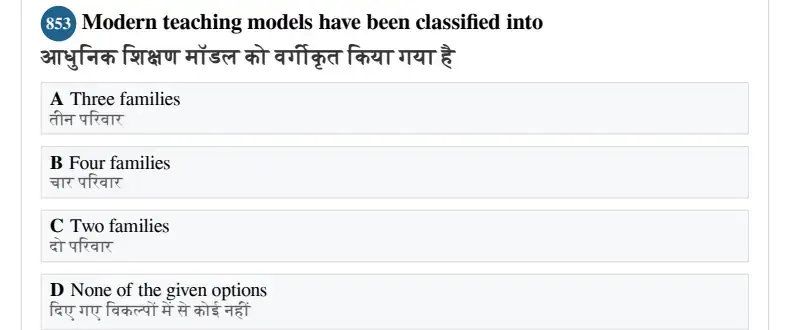 853 Modern teaching models have been classified into
आधुनिक शिक्षण मॉडल को वर्गीकृत किया गया है
A Three families
तीन परिवार
B Four families
चार परिवार
C Two families
दो परिवार
D None of the given options
दिए गए विकल्पों में से कोई नहीं